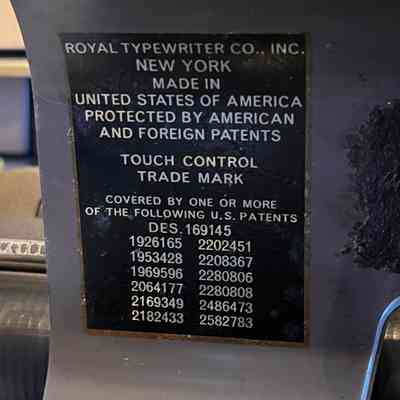 ROYAL TYPEWRITER CO., INC.
NEW YORK
MADE IN
UNITED STATES OF AMERICA
PROTECTED BY AMERICAN
AND FOREIGN PATENTS
TOUCH CONTROL
TRADE MARK
COVERED BY ONE OR MORE
OF THE FOLLOWING U.S. PATENTS
DES. 169145
1926165 2202451
1953428 2208367
1969596 2280806
2064177 2280808
2169349 2486473
2182433 2582783